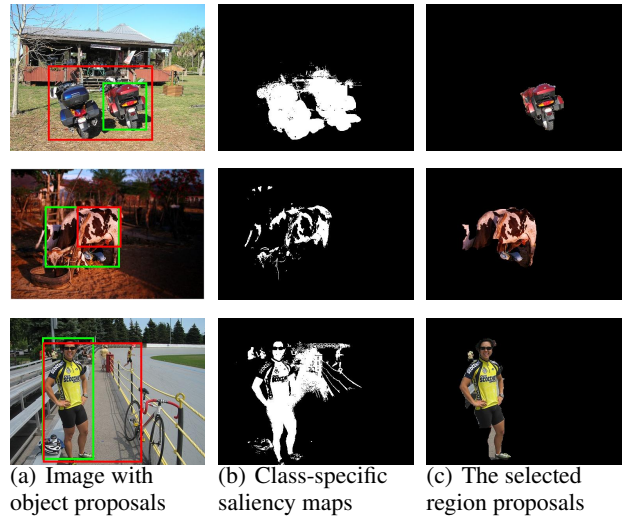 (a) Image with
object proposals
(b) Class-specific
saliency maps
(c) The selected
region proposals